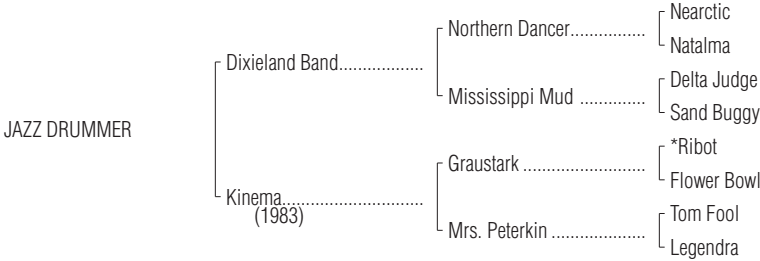 Nearctic
Northern Dancer................
Natalma
Dixieland Band..................
Delta Judge
Mississippi Mud ..............
Sand Buggy
JAZZ DRUMMER
*Ribot
Graustark ..........................
Flower Bowl
Kinema..............................
(1983)
Tom Fool
Mrs. Peterkin ....................
Legendra